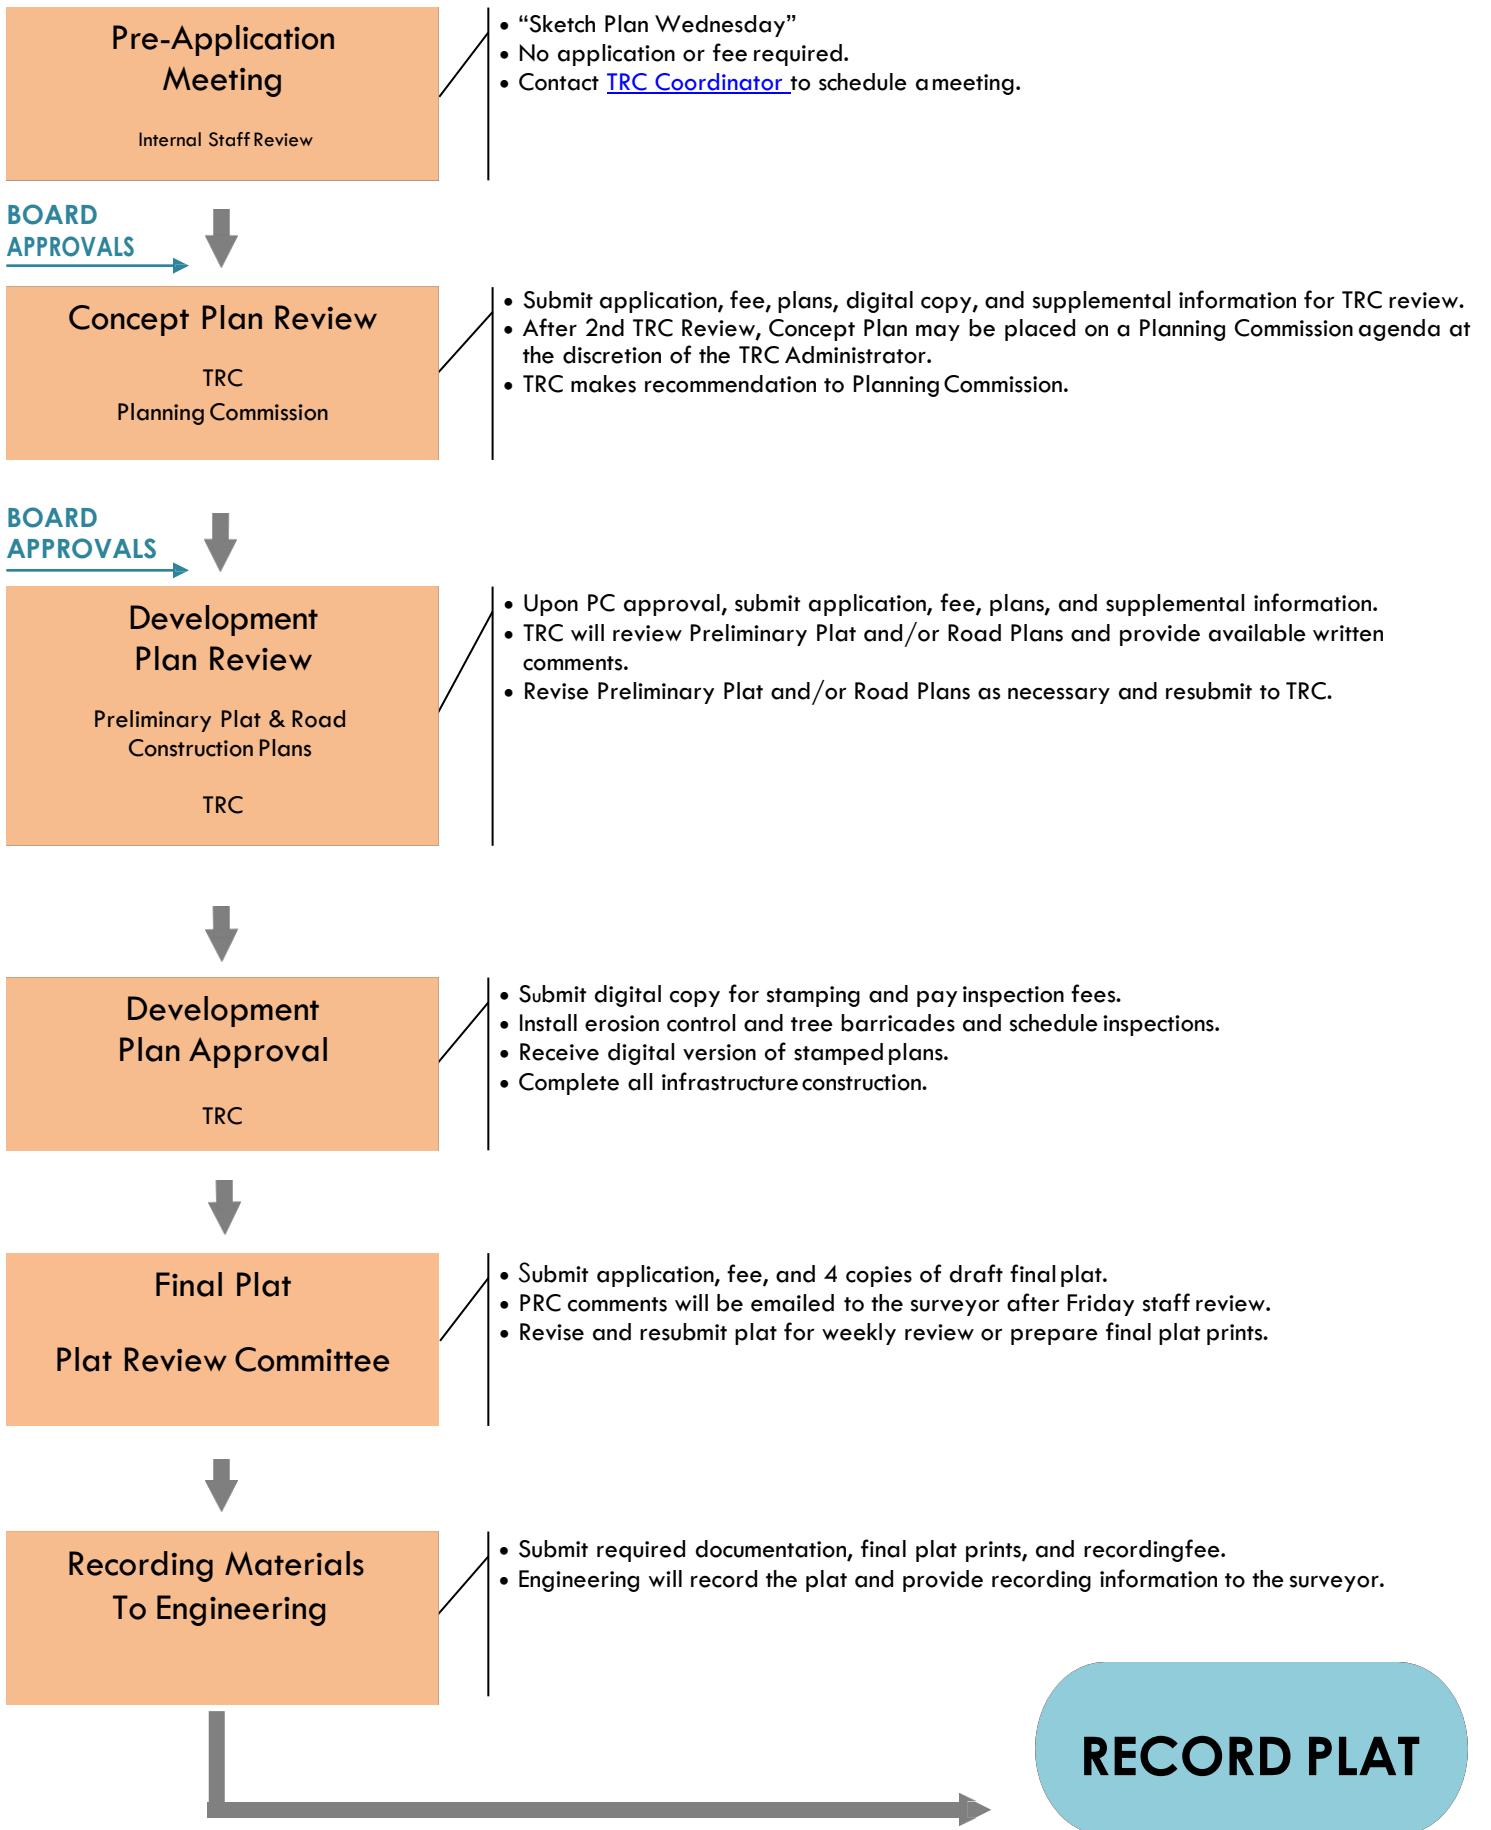 Pre-Application
Meeting
Internal Staff Review
• “Sketch Plan Wednesday”
• No application or fee required.
• Contact TRC Coordinator to schedule a meeting.
BOARD
APPROVALS
Concept Plan Review
TRC
Planning Commission
• Submit application, fee, plans, digital copy, and supplemental information for TRC review.
• After 2nd TRC Review, Concept Plan may be placed on a Planning Commission agenda at
the discretion of the TRC Administrator.
• TRC makes recommendation to Planning Commission.
BOARD
APPROVALS
Development
Plan Review
Preliminary Plat & Road
Construction Plans
TRC
• Upon PC approval, submit application, fee, plans, and supplemental information.
• TRC will review Preliminary Plat and/or Road Plans and provide available written
comments.
• Revise Preliminary Plat and/or Road Plans as necessary and resubmit to TRC.
Development
Plan Approval
TRC
• Submit digital copy for stamping and pay inspection fees.
• Install erosion control and tree barricades and schedule inspections.
• Receive digital version of stamped plans.
• Complete all infrastructure construction.
Final Plat
Plat Review Committee
• Submit application, fee, and 4 copies of draft final plat.
• PRC comments will be emailed to the surveyor after Friday staff review.
• Revise and resubmit plat for weekly review or prepare final plat prints.
Recording Materials
To Engineering
• Submit required documentation, final plat prints, and recordingfee.
• Engineering will record the plat and provide recording information to the surveyor.
RECORD PLAT